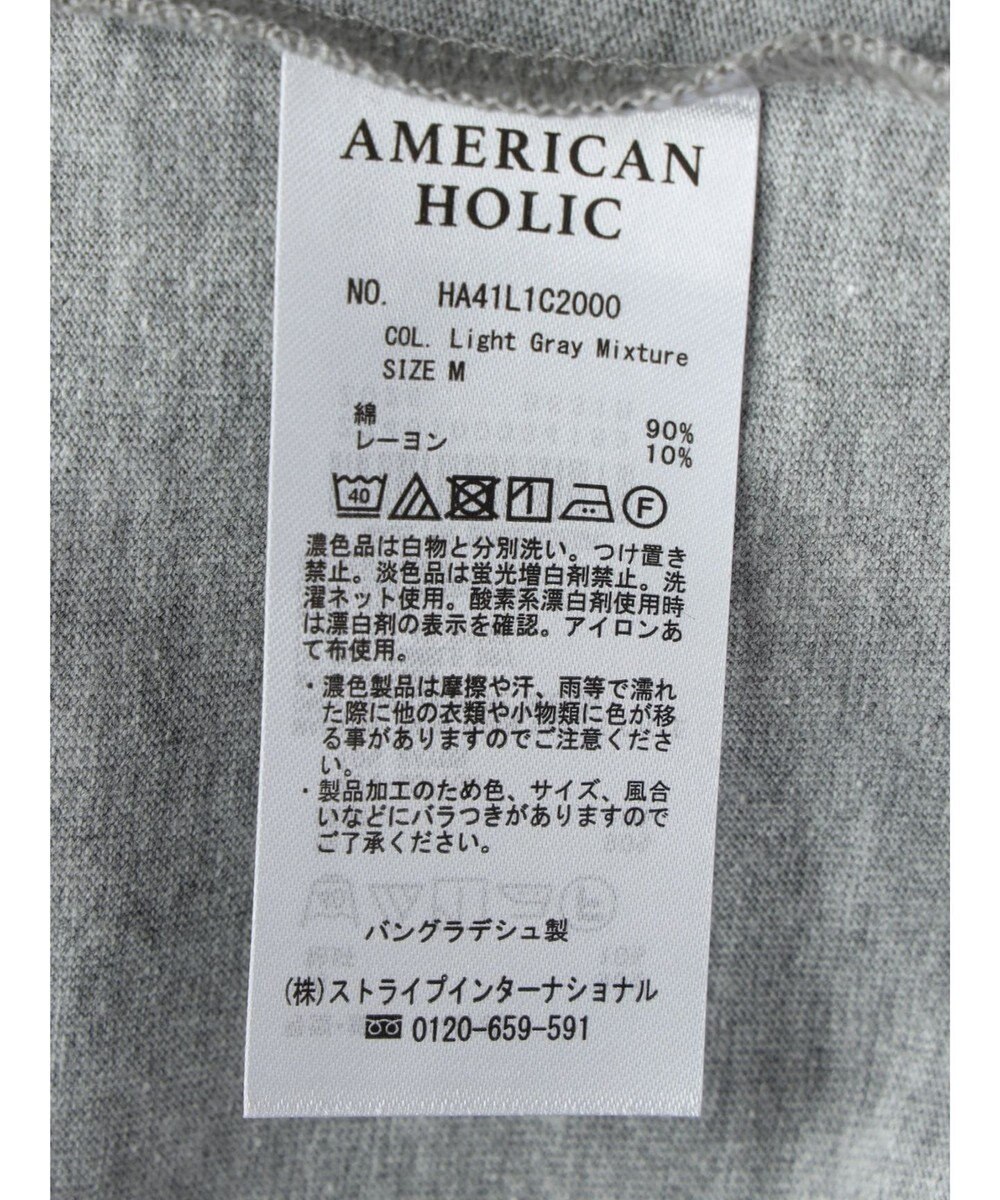 AMERICAN
HOLIC
NO. HA41L1C2000
COL. Light Gray Mixture
SIZE M
綿 90%
レーヨン 10%
40 F
濃色品は白物と分別洗い。つけ置き
禁止。淡色品は蛍光増白剤禁止。洗
濯ネット使用。酸素系漂白剤使用時
は漂白剤の表示を確認。アイロンあ
て布使用。
・濃色製品は摩擦や汗、雨等で濡れ
た際に他の衣類や小物類に色が移
る事がありますのでご注意くださ
い。
・製品加工のため色、サイズ、風合
いなどにバラつきがありますので
ご了承ください。
バングラデシュ製
(株)ストライプインターナショナル
0120-659-591